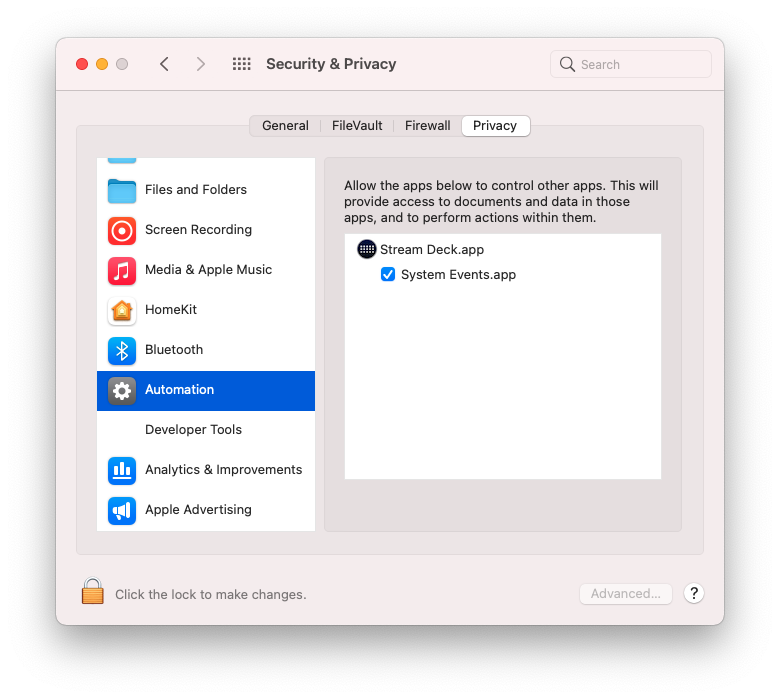 Security & Privacy
Search
General
FileVault
Firewall
Privacy
Files and Folders
Screen Recording
Media & Apple Music
HomeKit
Bluetooth
Automation
Developer Tools
Analytics & Improvements
Apple Advertising
Allow the apps below to control other apps. This will
provide access to documents and data in those
apps, and to perform actions within them.
Stream Deck.app
System Events.app
Click the lock to make changes.
Advanced...
?